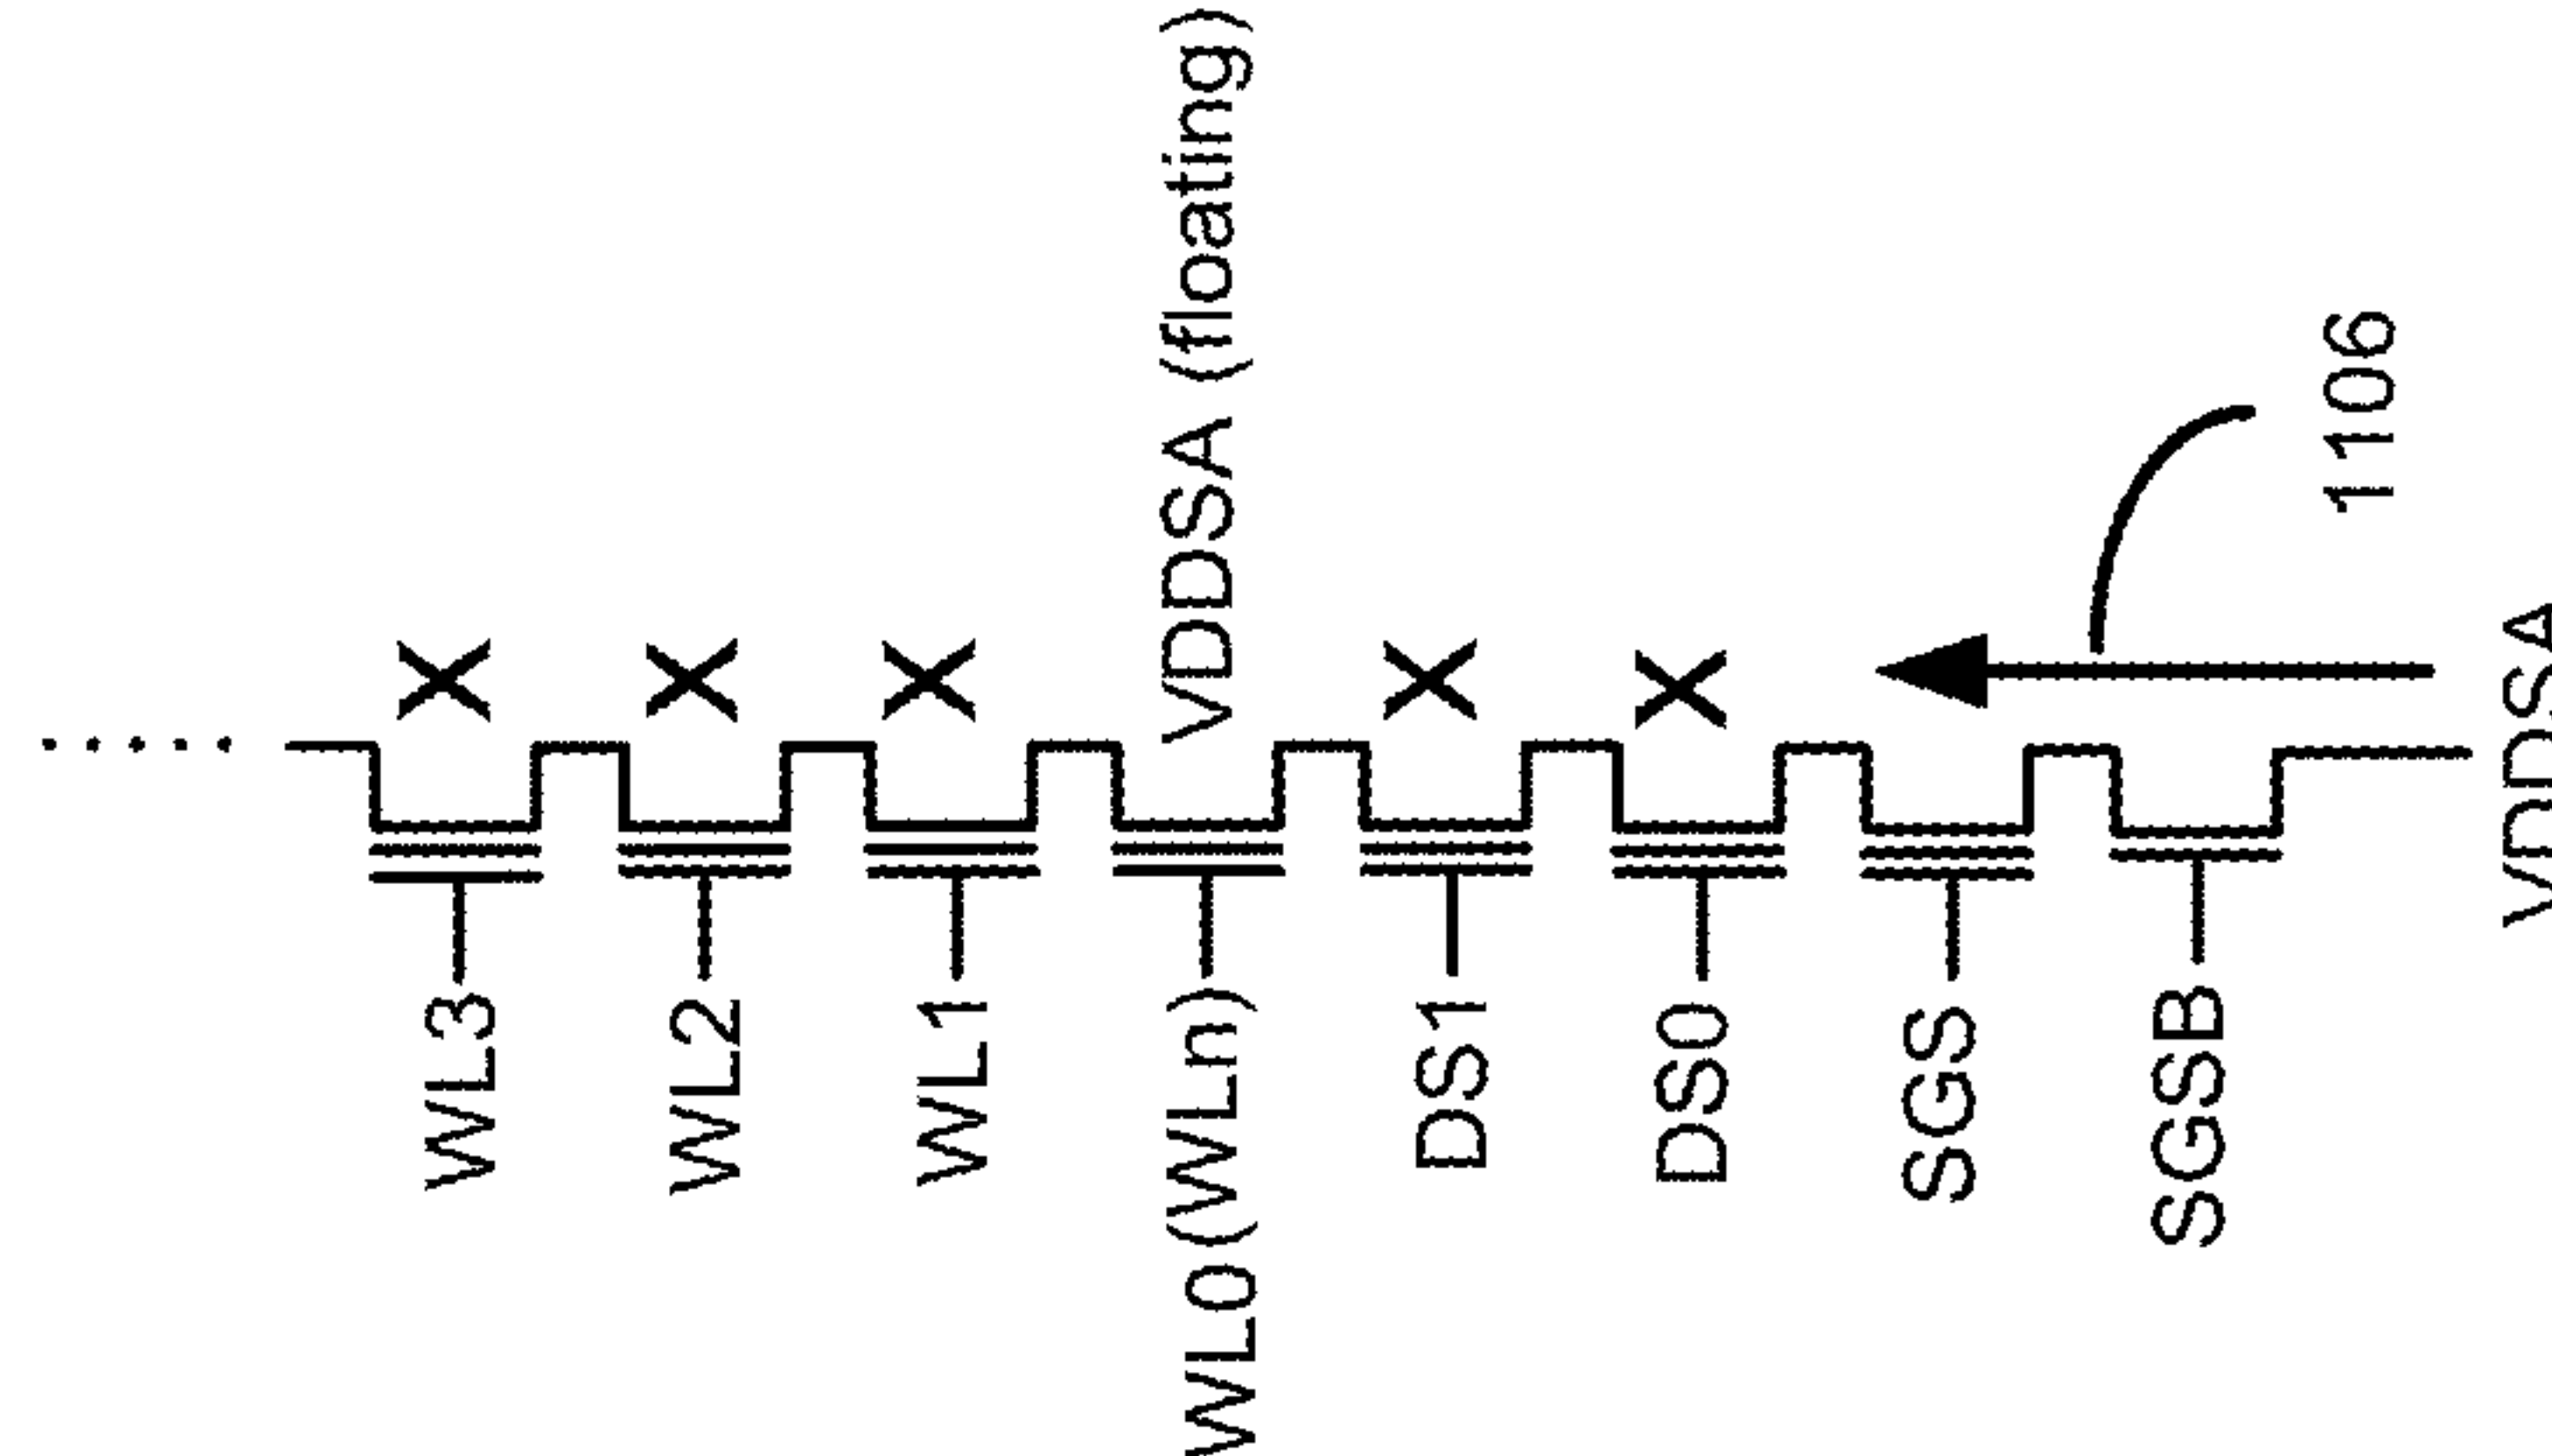 WL3
X
WL2
X
WL1
X
WL0(WLn)
VDDSA (floating)
DS1
X
DS0
X
SGS
SGSB
1106
VDDSA